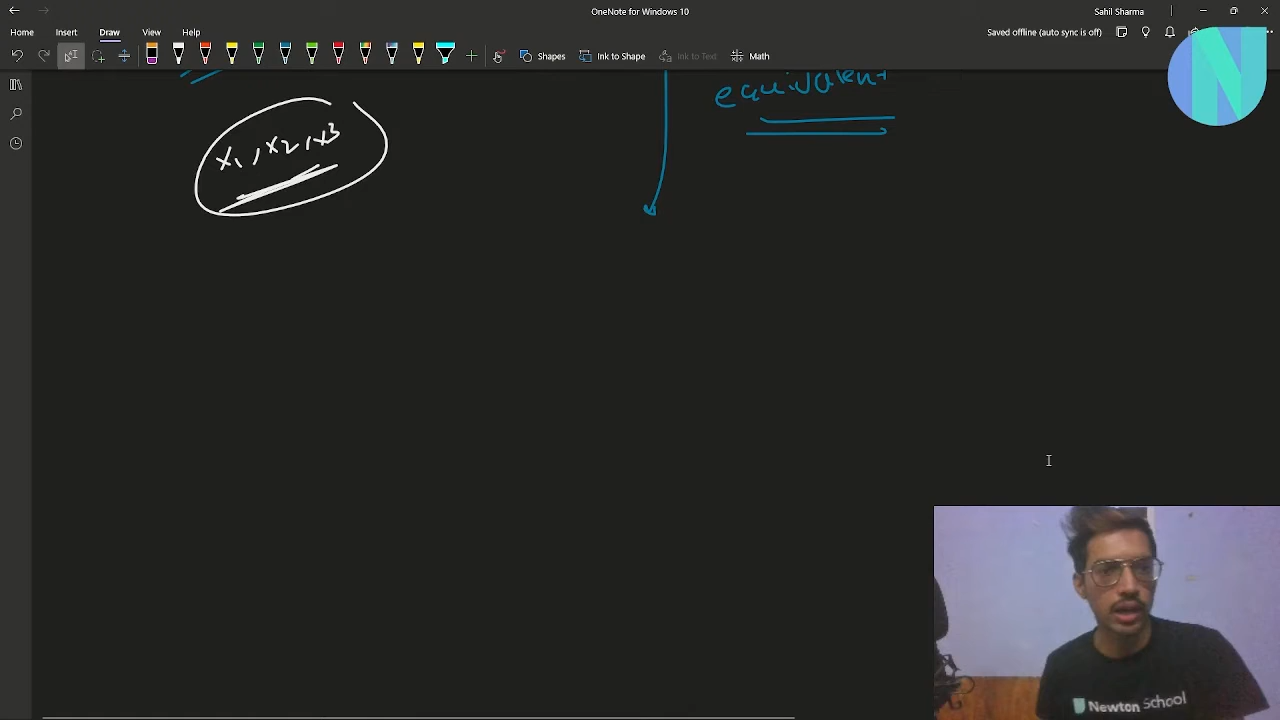 OneNote for Windows 10
Sahil Sharma
Home Insert Draw View Help
Saved offline (auto sync is off)
Shapes Ink to Shape Ink to Text Math
equivalent
x1, x2, x3
Newton School